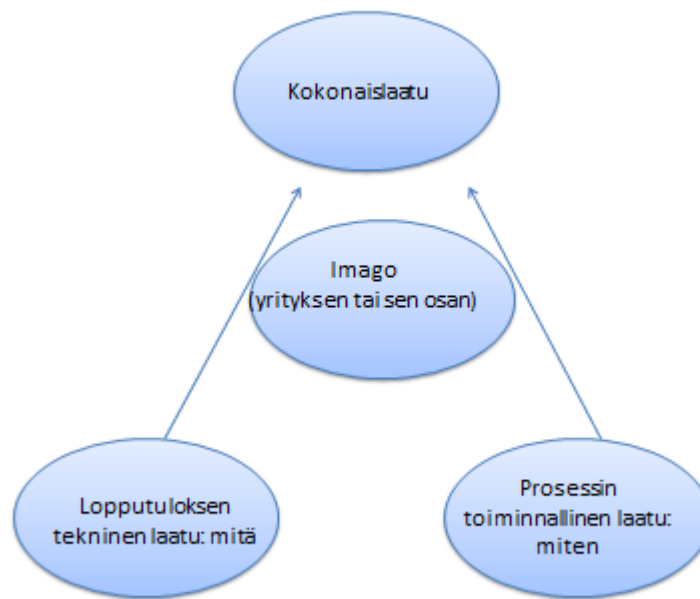 Kokonaislaatu
Imago
(yrityksen tai sen osan)
Lopputuloksen
tekninen laatu: mitä
Prosessin
toiminnallinen laatu:
miten